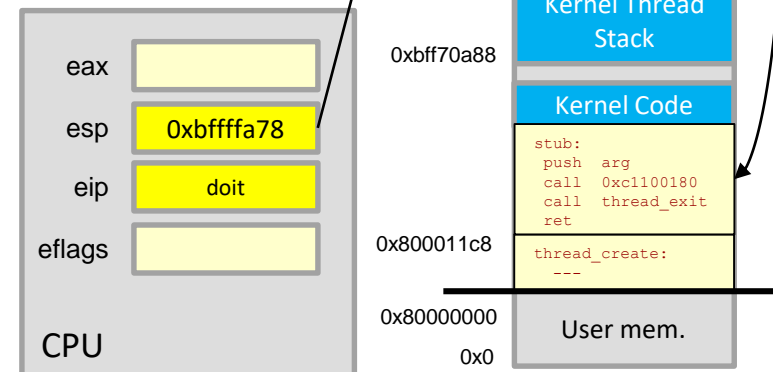 eax
esp
0xbffffa78
eip
doit
eflags
CPU
Kernel Thread
Stack
0xbff70a88
Kernel Code
stub:
push arg
call 0xc1100180
call thread_exit
ret
0x800011c8
thread_create:
---
0x80000000
User mem.
0x0